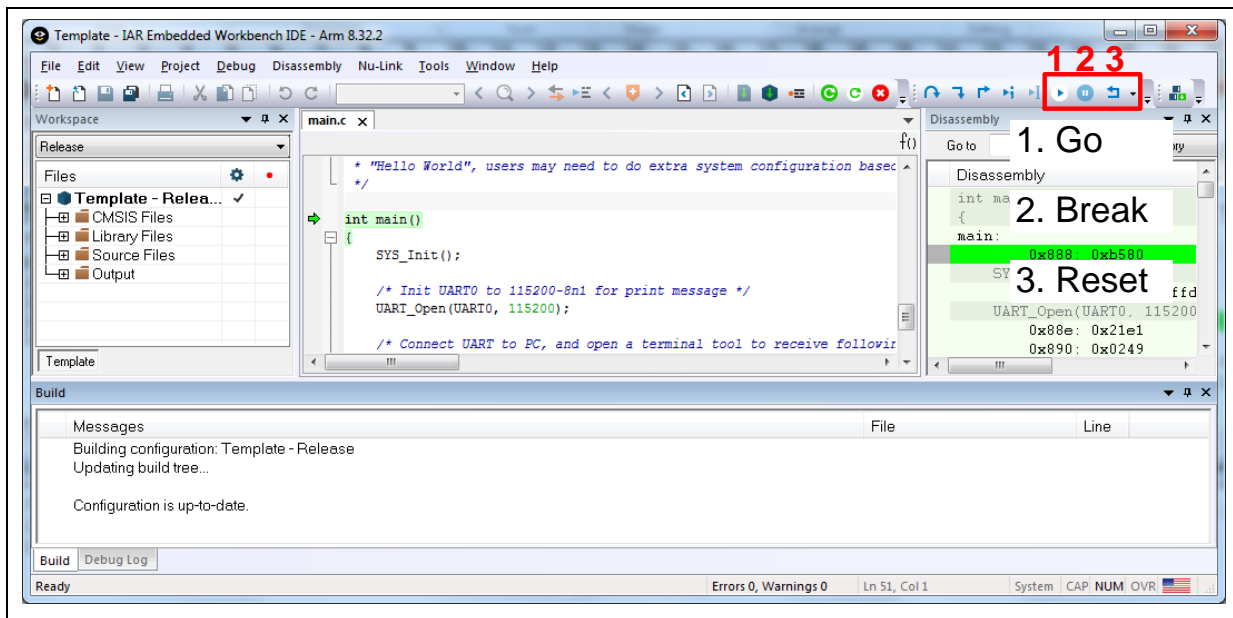 Template - IAR Embedded Workbench IDE - Arm 8.32.2
File Edit View Project Debug Disassembly Nu-Link Tools Window Help
1 2 3
Workspace
main.c
Disassembly
Release
f()
Go to
1. Go
Files
Disassembly
Template - Relea...
CMSIS Files
Library Files
Source Files
Output
* "Hello World", users may need to do extra system configuration based
*/
int main()
{
SYS_Init();
/* Init UART0 to 115200-8n1 for print message */
UART_Open(UART0, 115200);
/* Connect UART to PC, and open a terminal tool to receive followin
int ma
{
2. Break
main:
0x888: 0xb580
SY
3. Reset
ffd
UART_Open(UART0, 115200
0x88e: 0x21e1
0x890: 0x0249
Template
Build
Messages File Line
Building configuration: Template - Release
Updating build tree...
Configuration is up-to-date.
Build Debug Log
Ready Errors 0, Warnings 0 Ln 51, Col 1 System CAP NUM OVR